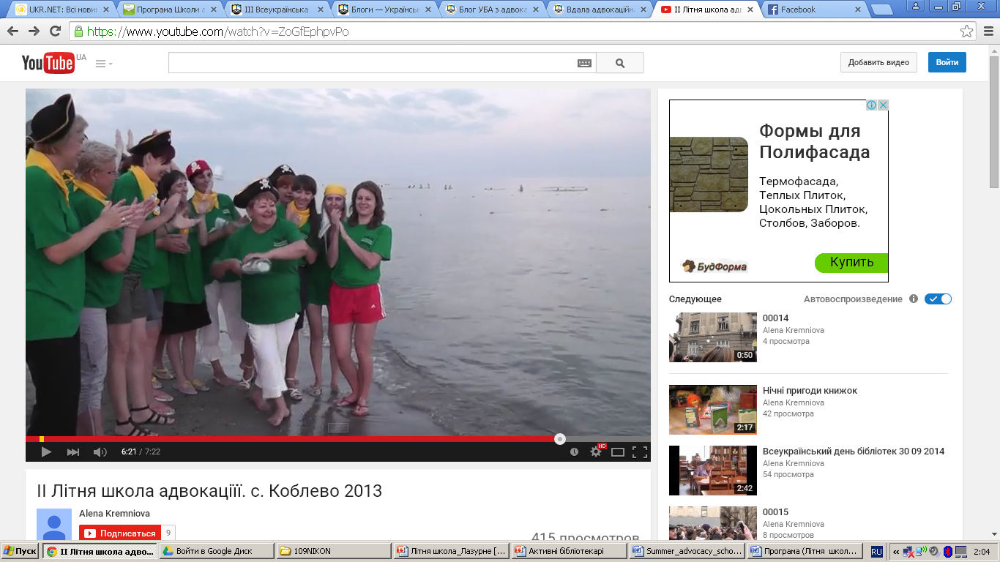 UKR.NET: Всі нови
Програма Школи а
III Всеукраїнська
Блоги — Українськ
Блог УБА з адвока
Вдала адвокаційн
II Літня школа адв
Facebook
https://www.youtube.com/watch?v=ZoGfEphpvPo
YouTube UA
Добавить видео
Войти
Формы для
Полифасада
Термофасада,
Теплых Плиток,
Цокольных Плиток,
Столбов, Заборов.
БудФорма
Купить
Следующее
Автовоспроизведение
00014
Alena Kremniova
4 просмотра
0:50
Нічні пригоди книжок
Alena Kremniova
42 просмотра
2:17
Всеукраїнський день бібліотек 30 09 2014
Alena Kremniova
54 просмотра
2:42
00015
Alena Kremniova
8 просмотров
6:21 / 7:22
HD
II Літня школа адвокаціїї. с. Коблево 2013
Alena Kremniova
Подписаться
9
415 просмотров
Пуск
II Літня школа адво...
Войти в Google Диск
109NIKON
Літня школа_Лазурне [...
Активні бібліотекарі
Summer_advocacy_scho...
Програма (Літня школ...
RU
2:04